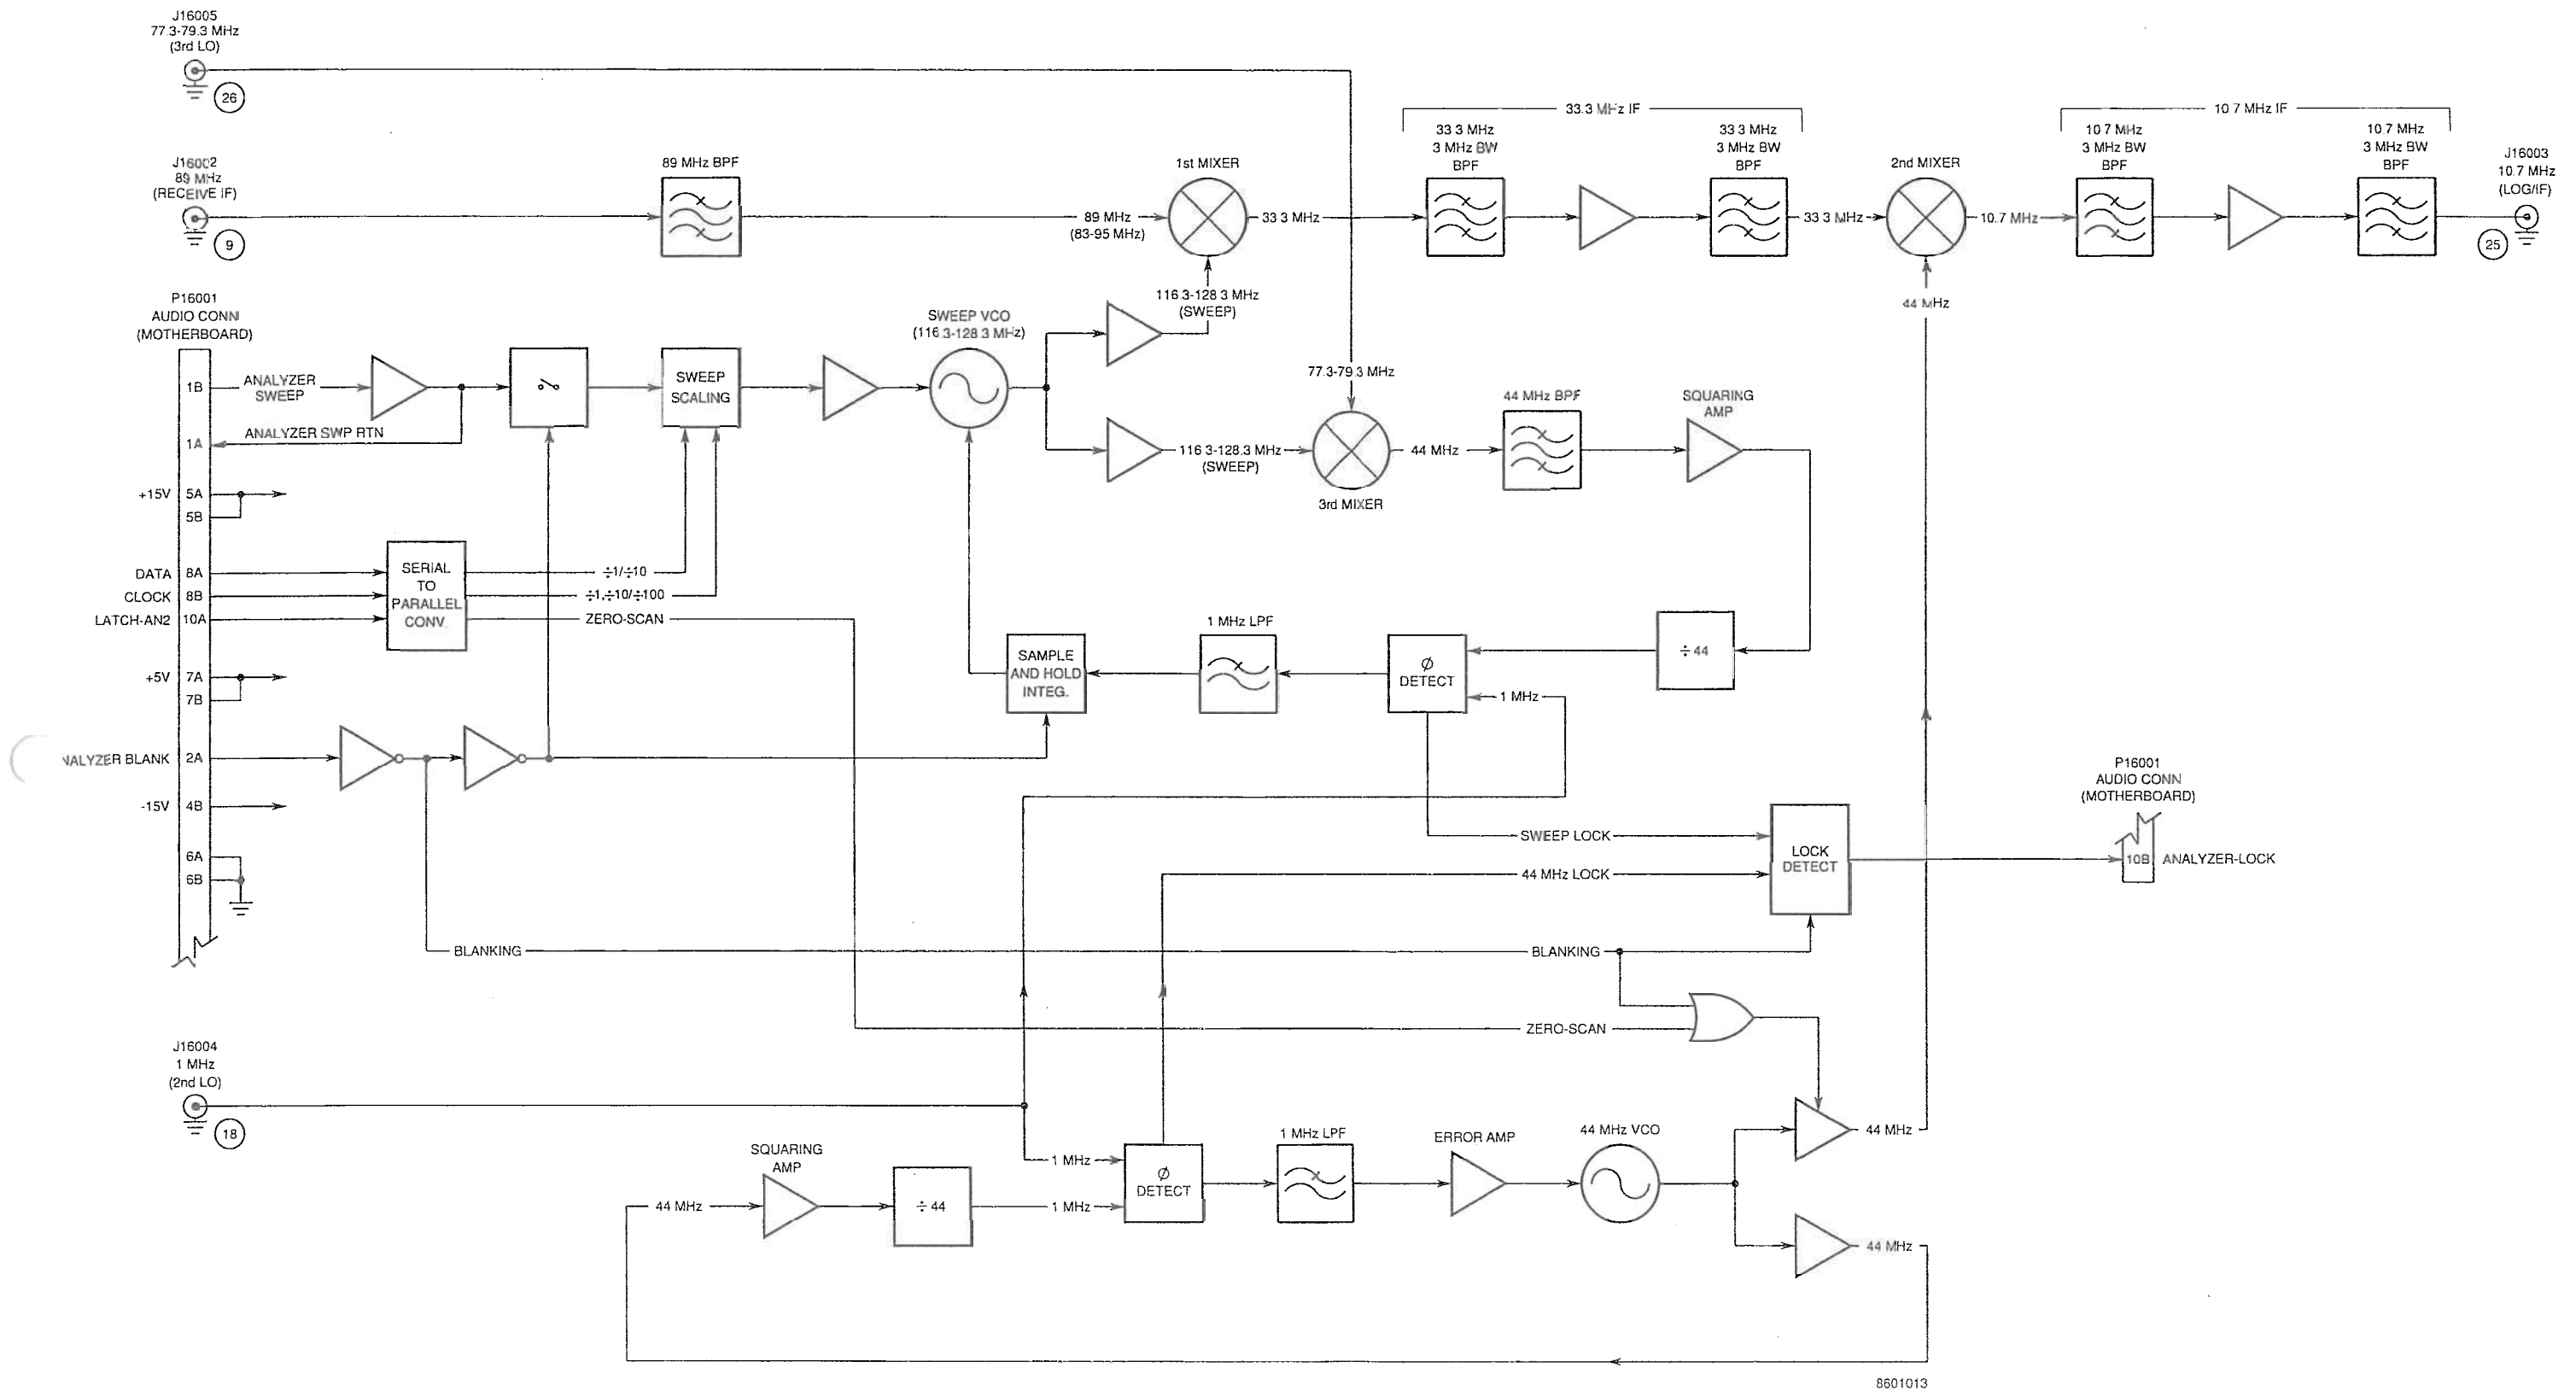 J16005
77.3-79.3 MHz
(3rd LO)
26
33.3 MHz IF
10.7 MHz IF
J16002
89 MHz
(RECEIVE IF)
9
89 MHz BPF
89 MHz
(83-95 MHz)
1st MIXER
33.3 MHz
33.3 MHz
3 MHz BW
BPF
33.3 MHz
3 MHz BW
BPF
33.3 MHz
2nd MIXER
10.7 MHz
10.7 MHz
3 MHz BW
BPF
10.7 MHz
3 MHz BW
BPF
J16003
10.7 MHz
(LOG/IF)
25
44 MHz
P16001
AUDIO CONN
(MOTHERBOARD)
1B
ANALYZER
SWEEP
1A
ANALYZER SWP RTN
%
SWEEP
SCALING
SWEEP VCO
(116.3-128.3 MHz)
116.3-128.3 MHz
(SWEEP)
116.3-128.3 MHz
(SWEEP)
77.3-79.3 MHz
3rd MIXER
44 MHz
44 MHz BPF
SQUARING
AMP
+15V
5A
5B
DATA
8A
CLOCK
8B
LATCH-AN2
10A
SERIAL
TO
PARALLEL
CONV.
÷1/÷10
÷1,÷10/÷100
ZERO-SCAN
+5V
7A
7B
SAMPLE
AND HOLD
INTEG.
1 MHz LPF
Ø
DETECT
÷ 44
1 MHz
NALYZER BLANK
2A
-15V
4B
6A
6B
SWEEP LOCK
44 MHz LOCK
LOCK
DETECT
P16001
AUDIO CONN
(MOTHERBOARD)
10B
ANALYZER-LOCK
BLANKING
BLANKING
ZERO-SCAN
J16004
1 MHz
(2nd LO)
18
44 MHz
SQUARING
AMP
÷ 44
1 MHz
1 MHz
Ø
DETECT
1 MHz LPF
ERROR AMP
44 MHz VCO
44 MHz
44 MHz
8601013